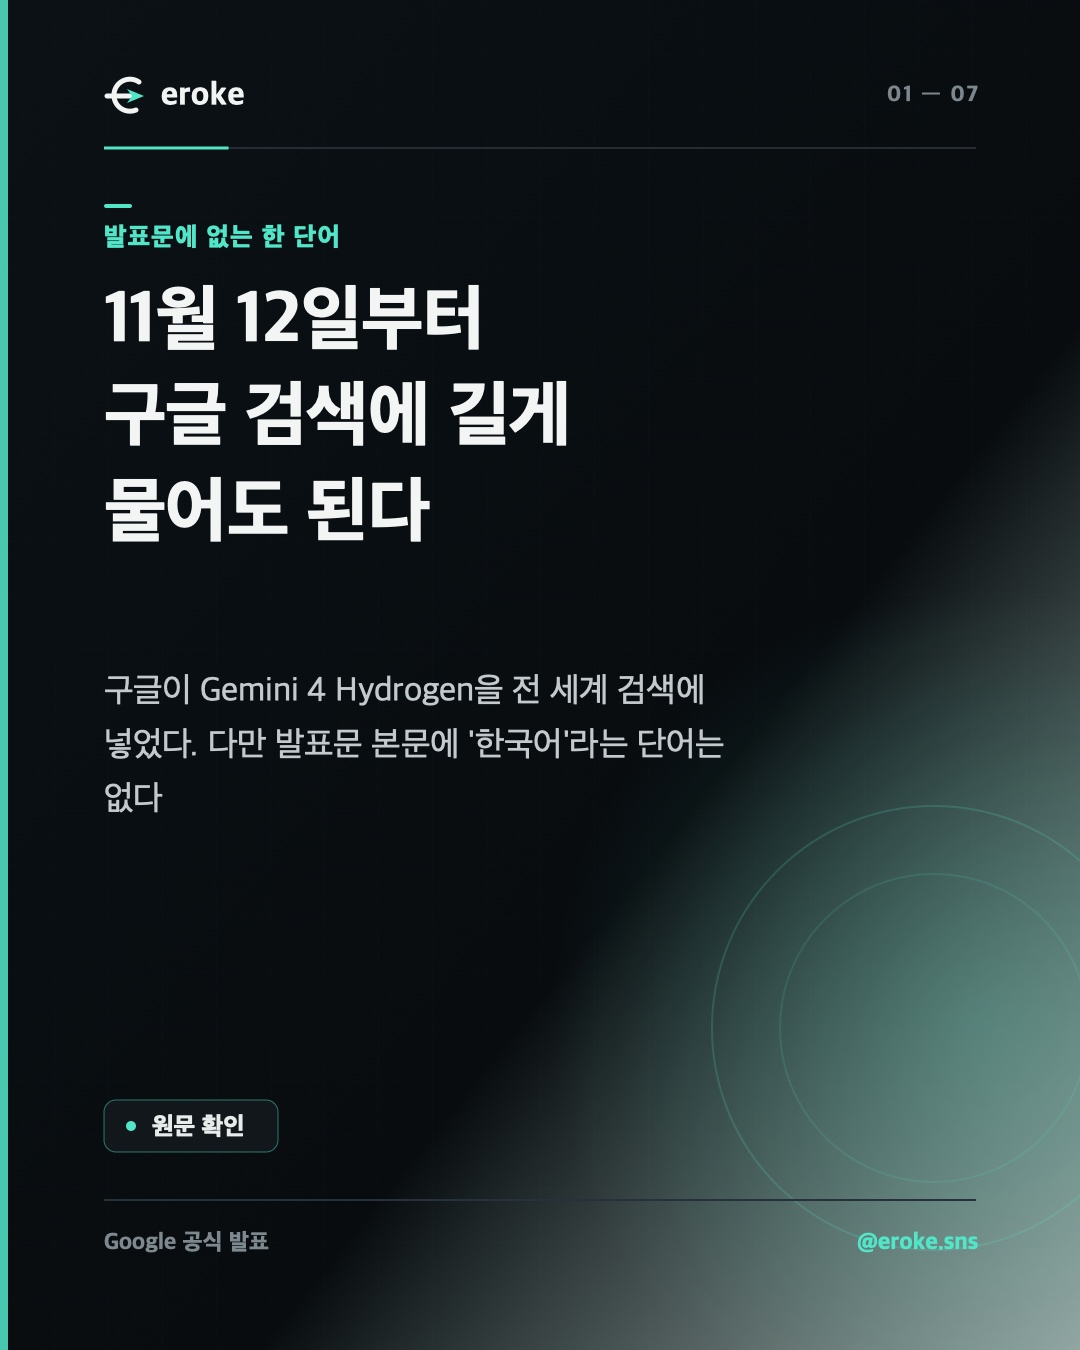 eroke
01 — 07
발표문에 없는 한 단어
11월 12일부터
구글 검색에 길게
물어도 된다
구글이 Gemini 4 Hydrogen을 전 세계 검색에
넣었다. 다만 발표문 본문에 '한국어'라는 단어는
없다
원문 확인
Google 공식 발표
@eroke.sns